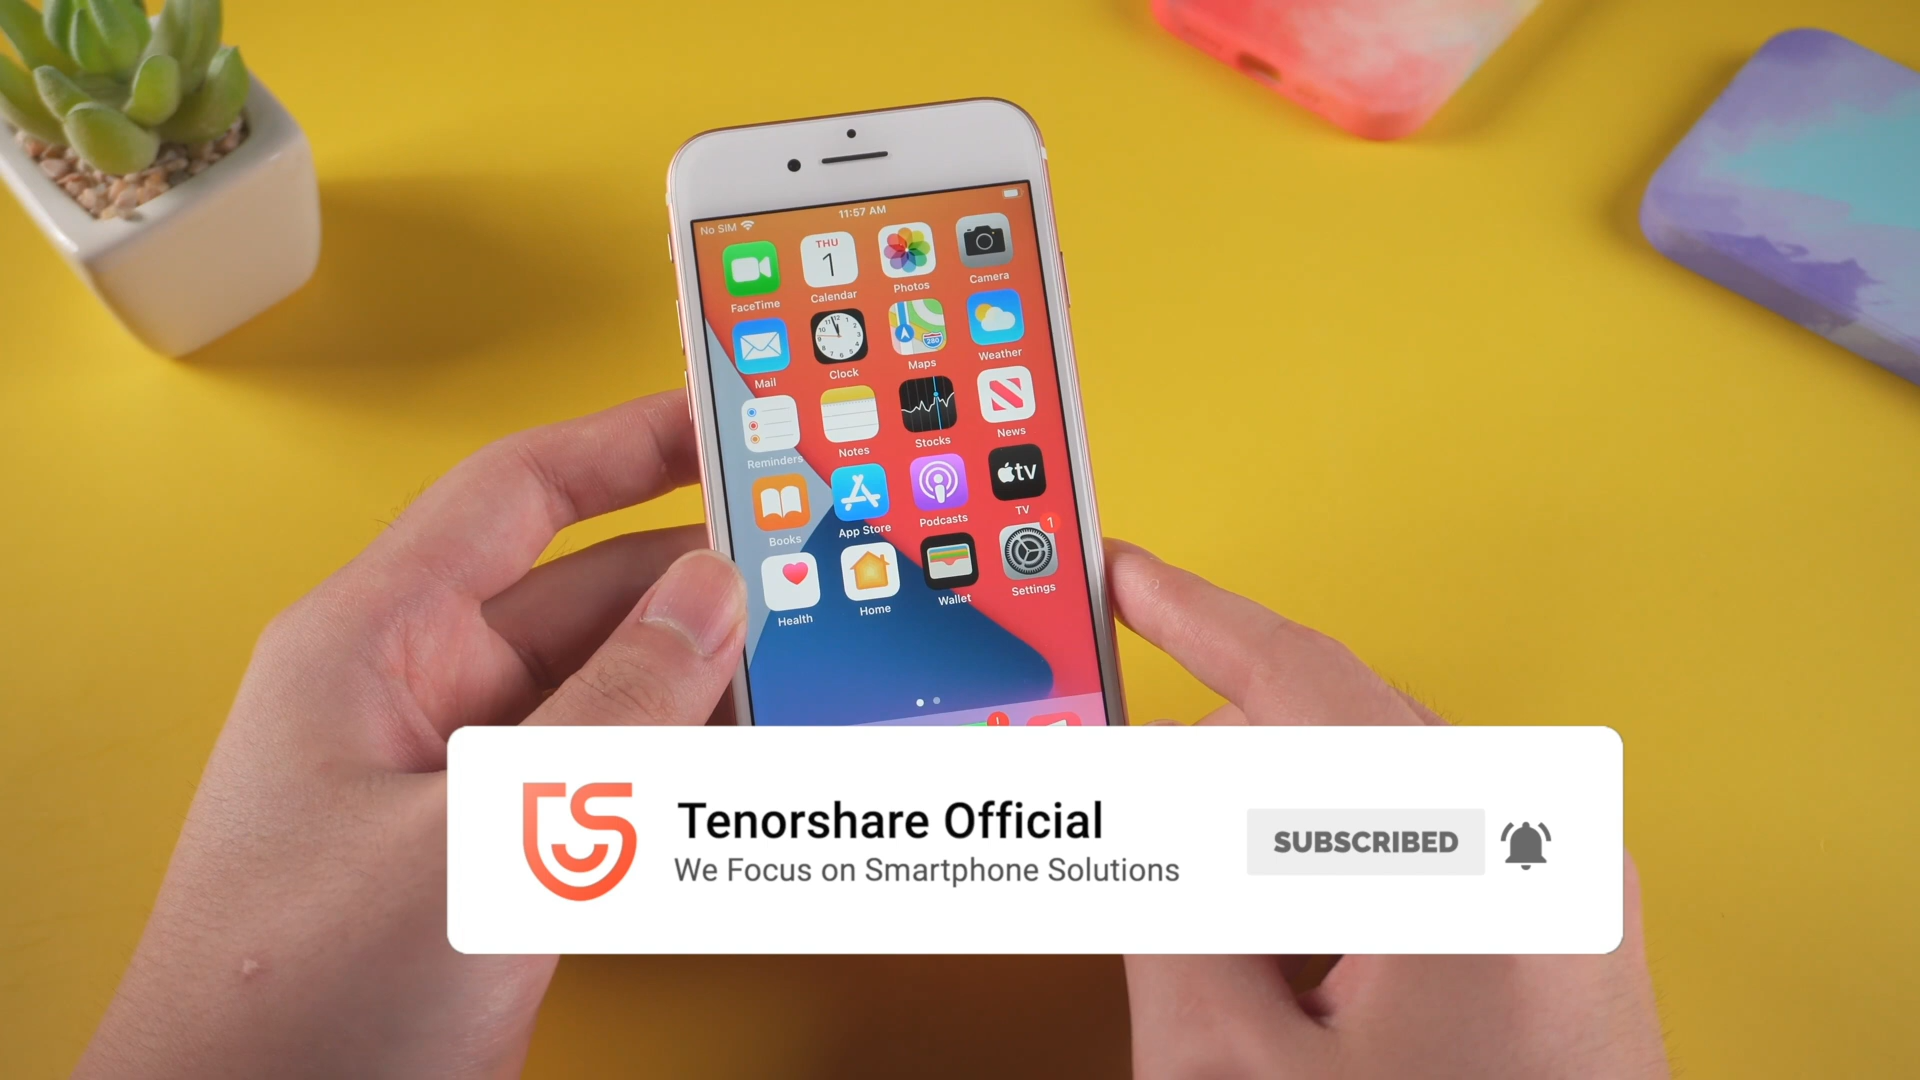 No SIM
11:57 AM
FaceTime
THU
1
Calendar
Photos
Camera
Mail
Clock
280
Maps
Weather
Reminders
Notes
Stocks
News
Books
App Store
Podcasts
tv
TV
1
Health
Home
Wallet
Settings
Tenorshare Official
We Focus on Smartphone Solutions
SUBSCRIBED